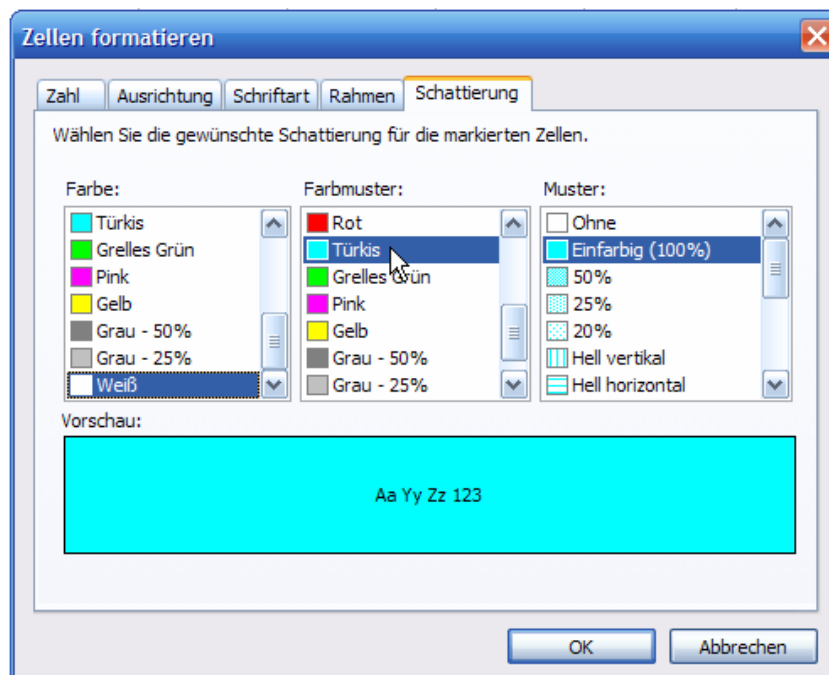 Zellen formatieren
Zahl Ausrichtung Schriftart Rahmen Schattierung
Wählen Sie die gewünschte Schattierung für die markierten Zellen.
Farbe:
Türkis
Grelles Grün
Pink
Gelb
Grau - 50%
Grau - 25%
Weiß
Farbmuster:
Rot
Türkis
Grelles Grün
Pink
Gelb
Grau - 50%
Grau - 25%
Muster:
Ohne
Einfarbig (100%)
50%
25%
20%
Hell vertikal
Hell horizontal
Vorschau:
Aa Yy Zz 123
OK Abbrechen